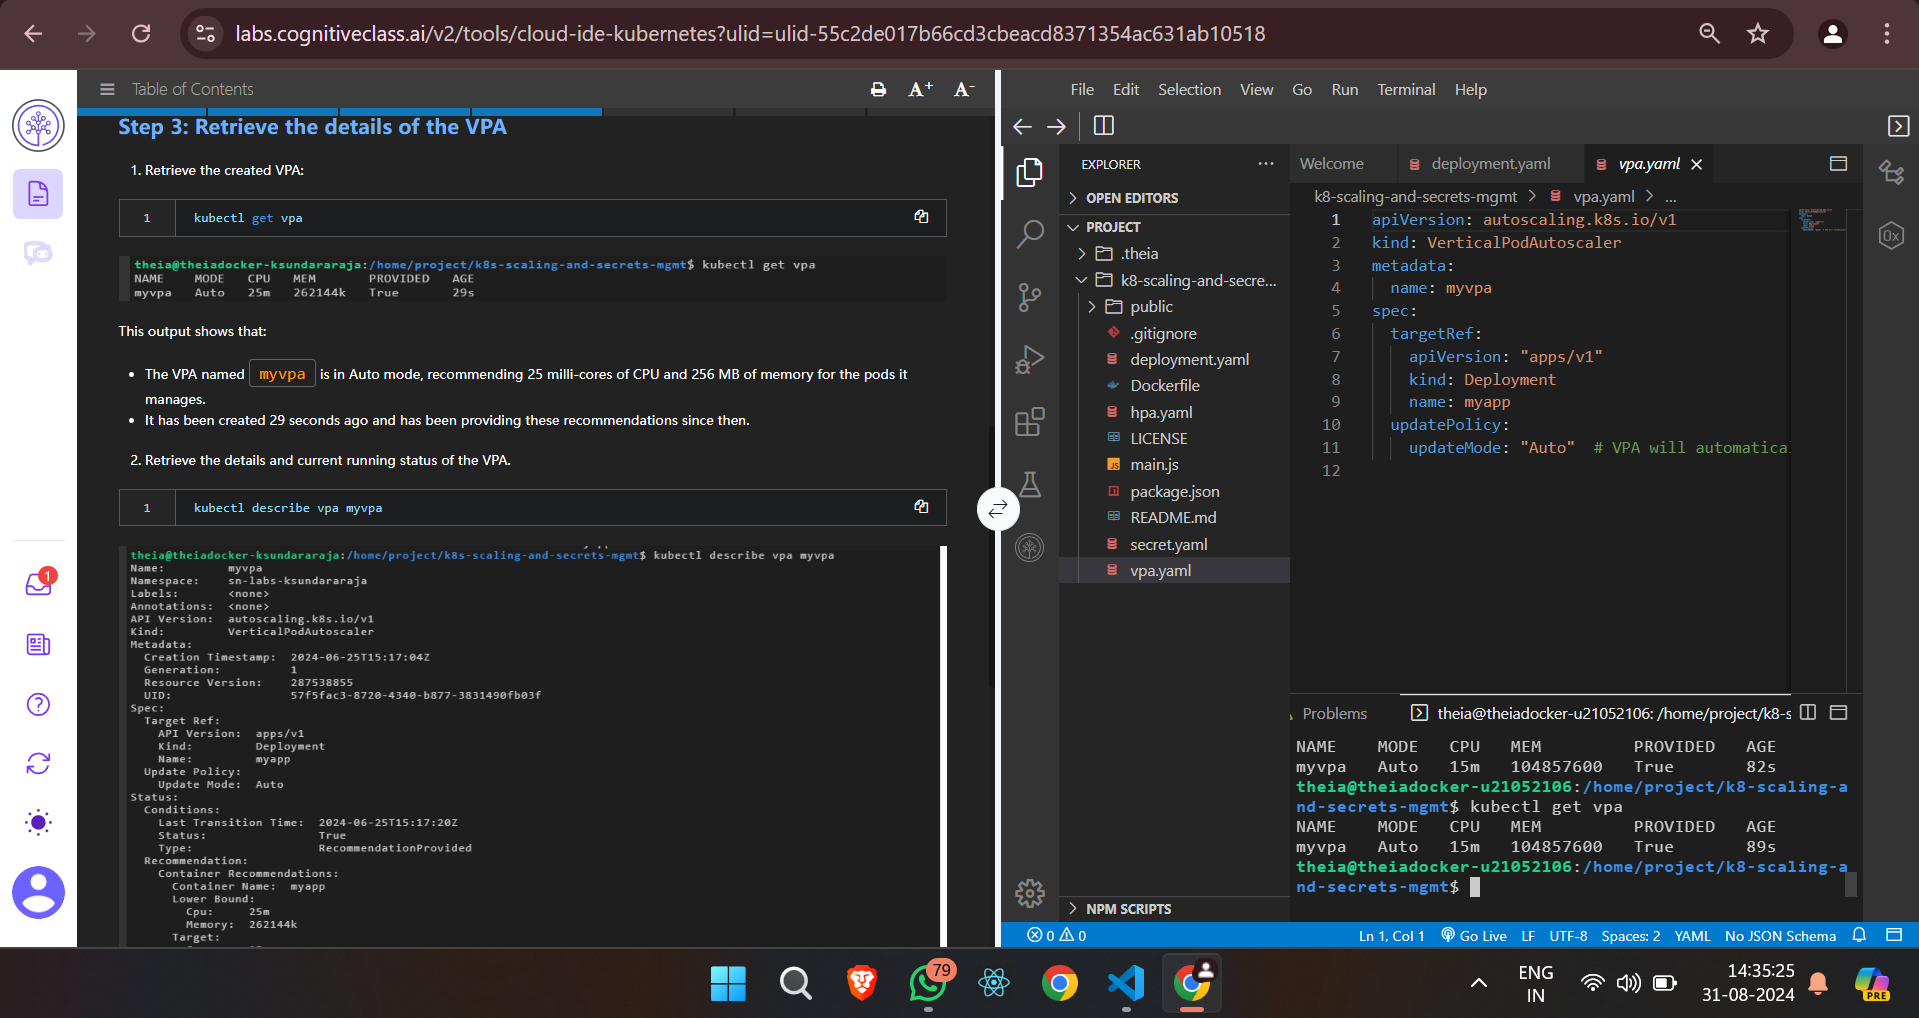 labs.cognitiveclass.ai/v2/tools/cloud-ide-kubernetes?ulid=ulid-55c2de017b66cd3cbeacd8371354ac631ab10518
Table of Contents
A+ A-
Step 3: Retrieve the details of the VPA
1. Retrieve the created VPA:
1 kubectl get vpa
theia@theiadocker-ksundararaja:/home/project/k8s-scaling-and-secrets-mgmt$ kubectl get vpa
NAME MODE CPU MEM PROVIDED AGE
myvpa Auto 25m 262144k True 29s
This output shows that:
• The VPA named myvpa is in Auto mode, recommending 25 milli-cores of CPU and 256 MB of memory for the pods it
manages.
• It has been created 29 seconds ago and has been providing these recommendations since then.
2. Retrieve the details and current running status of the VPA.
1 kubectl describe vpa myvpa
theia@theiadocker-ksundararaja:/home/project/k8s-scaling-and-secrets-mgmt$ kubectl describe vpa myvpa
Name: myvpa
Namespace: sn-labs-ksundararaja
Labels: <none>
Annotations: <none>
API Version: autoscaling.k8s.io/v1
Kind: VerticalPodAutoscaler
Metadata:
Creation Timestamp: 2024-06-25T15:17:04Z
Generation: 1
Resource Version: 287538855
UID: 57f5fac3-8720-4340-b877-3831490fb03f
Spec:
Target Ref:
API Version: apps/v1
Kind: Deployment
Name: myapp
Update Policy:
Update Mode: Auto
Status:
Conditions:
Last Transition Time: 2024-06-25T15:17:20Z
Status: True
Type: RecommendationProvided
Recommendation:
Container Recommendations:
Container Name: myapp
Lower Bound:
Cpu: 25m
Memory: 262144k
Target:
1
File Edit Selection View Go Run Terminal Help
EXPLORER
OPEN EDITORS
PROJECT
.theia
k8-scaling-and-secre...
public
.gitignore
deployment.yaml
Dockerfile
hpa.yaml
LICENSE
main.js
package.json
README.md
secret.yaml
vpa.yaml
NPM SCRIPTS
Welcome deployment.yaml vpa.yaml
k8-scaling-and-secrets-mgmt > vpa.yaml > ...
1 apiVersion: autoscaling.k8s.io/v1
2 kind: VerticalPodAutoscaler
3 metadata:
4 name: myvpa
5 spec:
6 targetRef:
7 apiVersion: "apps/v1"
8 kind: Deployment
9 name: myapp
10 updatePolicy:
11 updateMode: "Auto" # VPA will automatica
12
0x
Problems theia@theiadocker-u21052106: /home/project/k8-s
NAME MODE CPU MEM PROVIDED AGE
myvpa Auto 15m 104857600 True 82s
theia@theiadocker-u21052106:/home/project/k8-scaling-a
nd-secrets-mgmt$ kubectl get vpa
NAME MODE CPU MEM PROVIDED AGE
myvpa Auto 15m 104857600 True 89s
theia@theiadocker-u21052106:/home/project/k8-scaling-a
nd-secrets-mgmt$
0 0 Ln 1, Col 1 Go Live LF UTF-8 Spaces: 2 YAML No JSON Schema
79
ENG
IN
14:35:25
31-08-2024
PRE